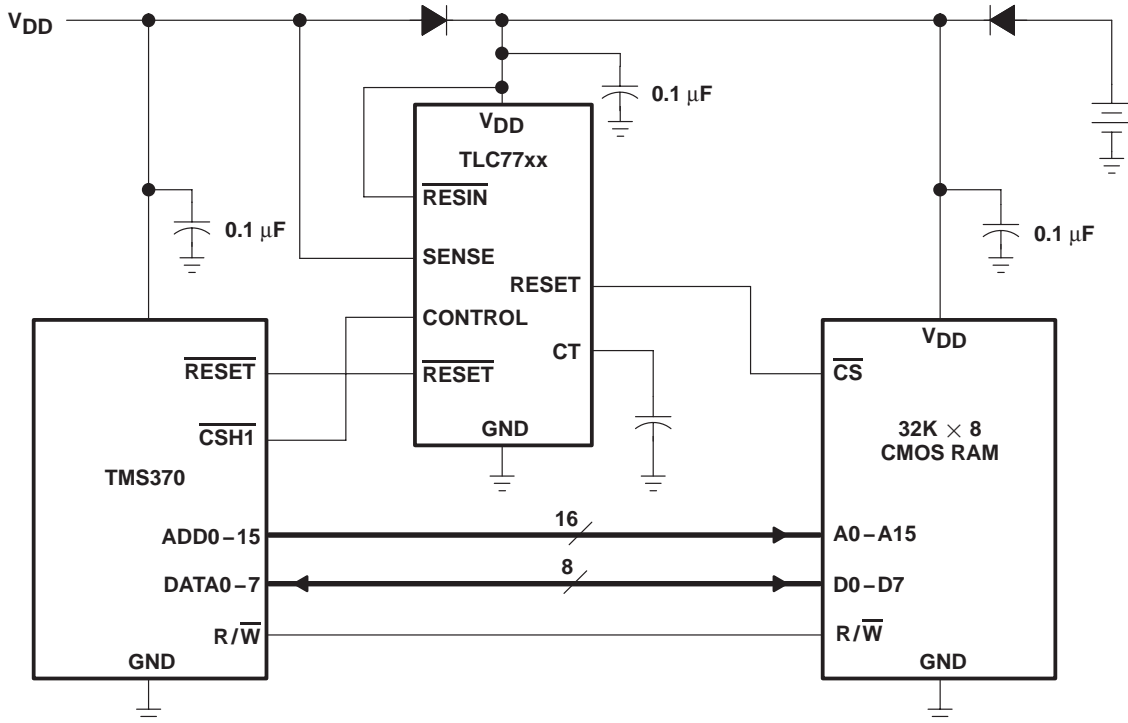 VDD
0.1 μF
VDD
TLC77xx
RESIN
0.1 μF
0.1 μF
SENSE
RESET
CONTROL
VDD
CT
RESET
RESET
CS
CSH1
GND
32K × 8
CMOS RAM
TMS370
16
ADD0–15
A0–A15
8
DATA0–7
D0–D7
R/W
R/W
GND
GND